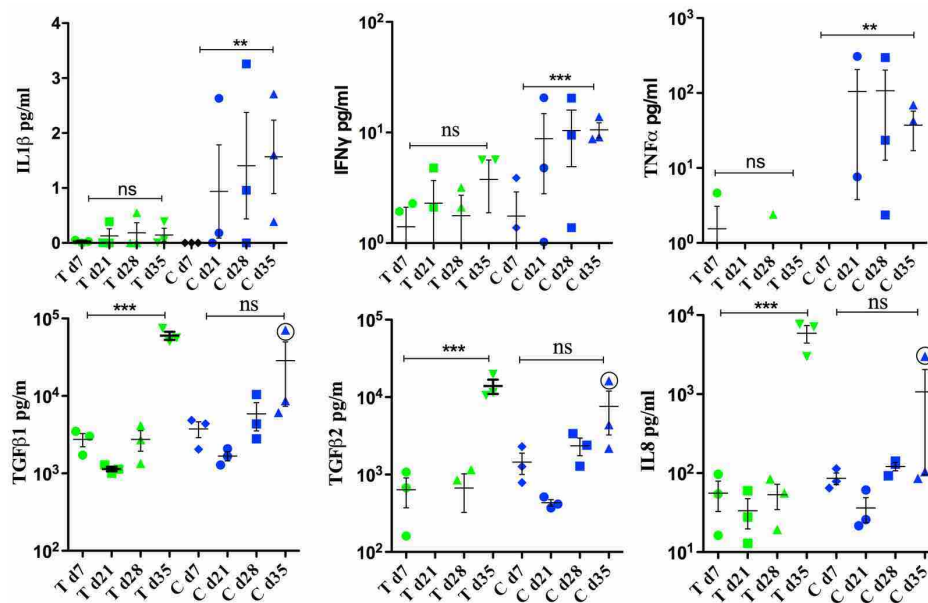 IL1β pg/ml
4
3
2
1
0
ns
**
T d7
T d21
T d28
T d35
C d7
C d21
C d28
C d35
IFNγ pg/ml
10²
10¹
10⁰
ns
***
T d7
T d21
T d28
T d35
C d7
C d21
C d28
C d35
TNFα pg/ml
10³
10²
10¹
10⁰
ns
**
T d7
T d21
T d28
T d35
C d7
C d21
C d28
C d35
TGFβ1 pg/m
10⁵
10⁴
10³
10²
***
ns
T d7
T d21
T d28
T d35
C d7
C d21
C d28
C d35
TGFβ2 pg/m
10⁵
10⁴
10³
10²
***
ns
T d7
T d21
T d28
T d35
C d7
C d21
C d28
C d35
IL8 pg/ml
10⁴
10³
10²
10¹
***
ns
T d7
T d21
T d28
T d35
C d7
C d21
C d28
C d35